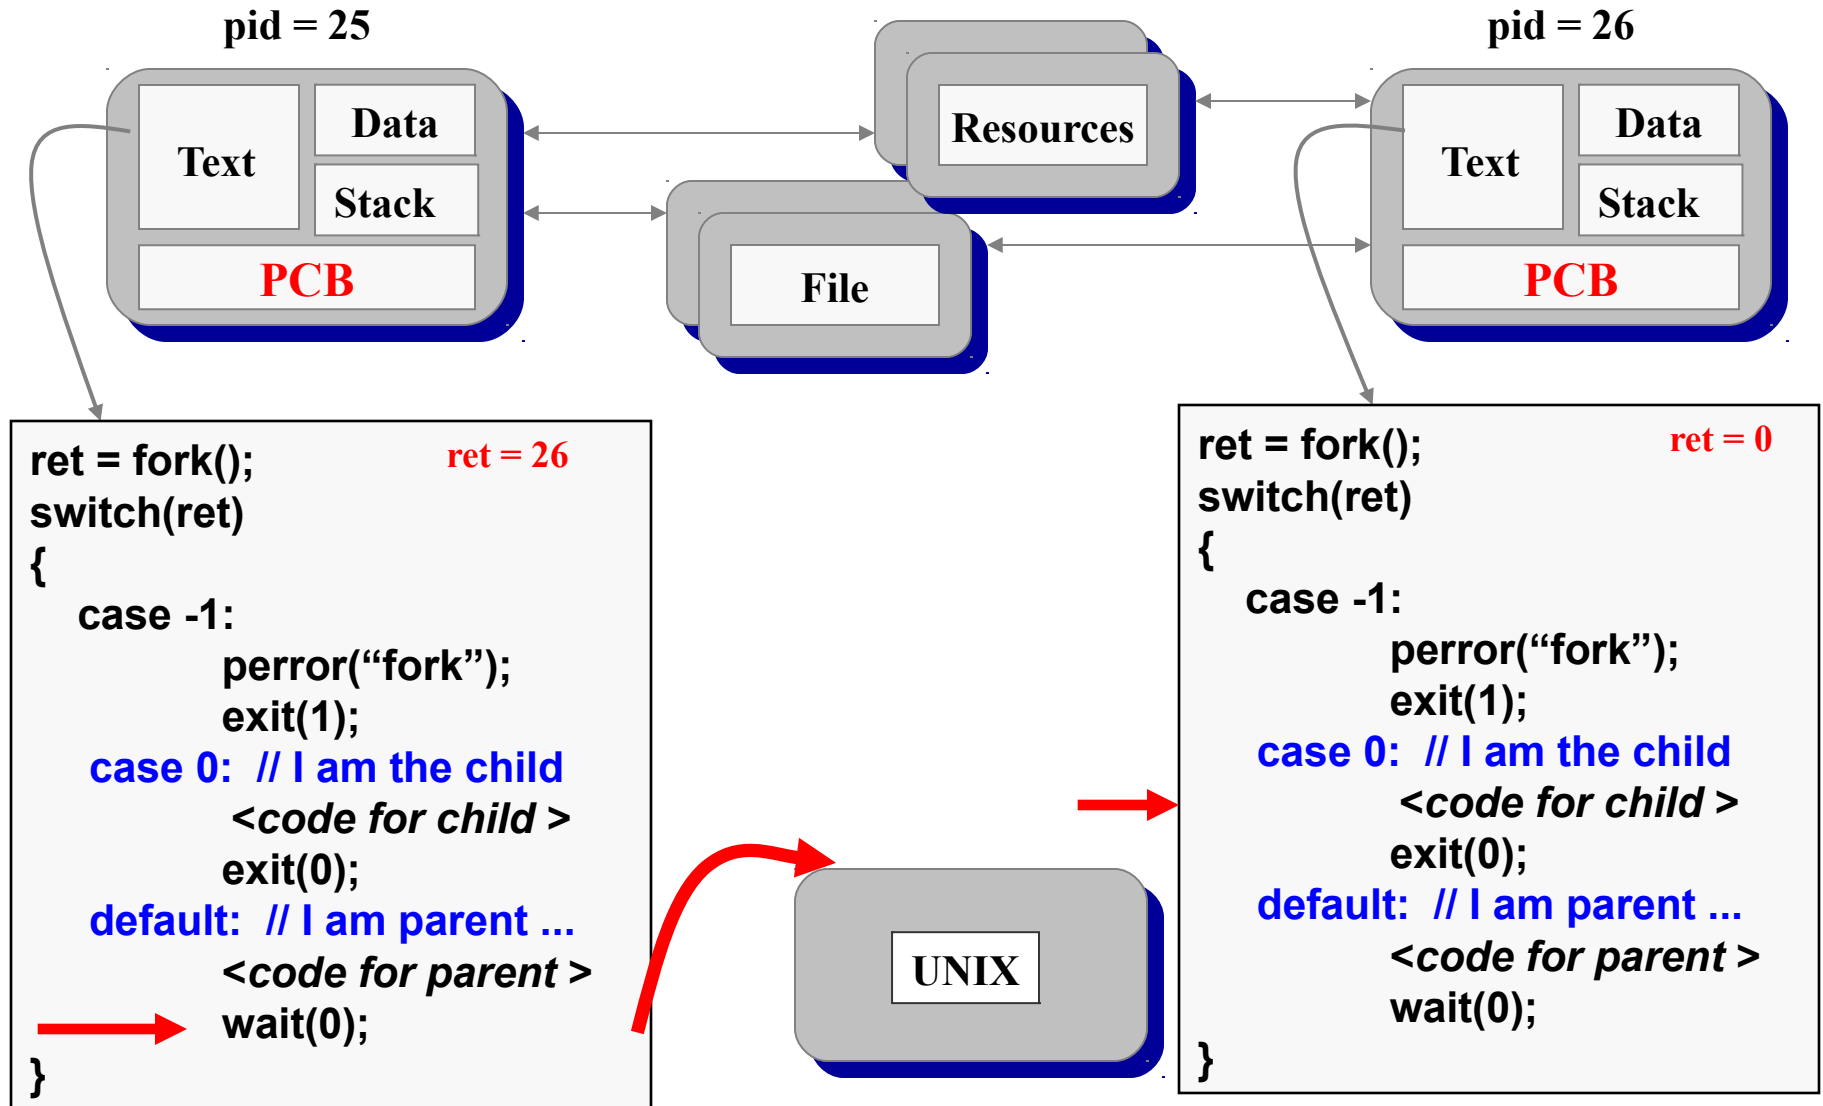 pid = 25
pid = 26
Text
Data
Stack
PCB
Resources
File
Text
Data
Stack
PCB
ret = fork();
ret = 26
switch(ret)
{
case -1:
perror(“fork”);
exit(1);
case 0: // I am the child
<code for child >
exit(0);
default: // I am parent ...
<code for parent >
wait(0);
}
UNIX
ret = fork();
ret = 0
switch(ret)
{
case -1:
perror(“fork”);
exit(1);
case 0: // I am the child
<code for child >
exit(0);
default: // I am parent ...
<code for parent >
wait(0);
}